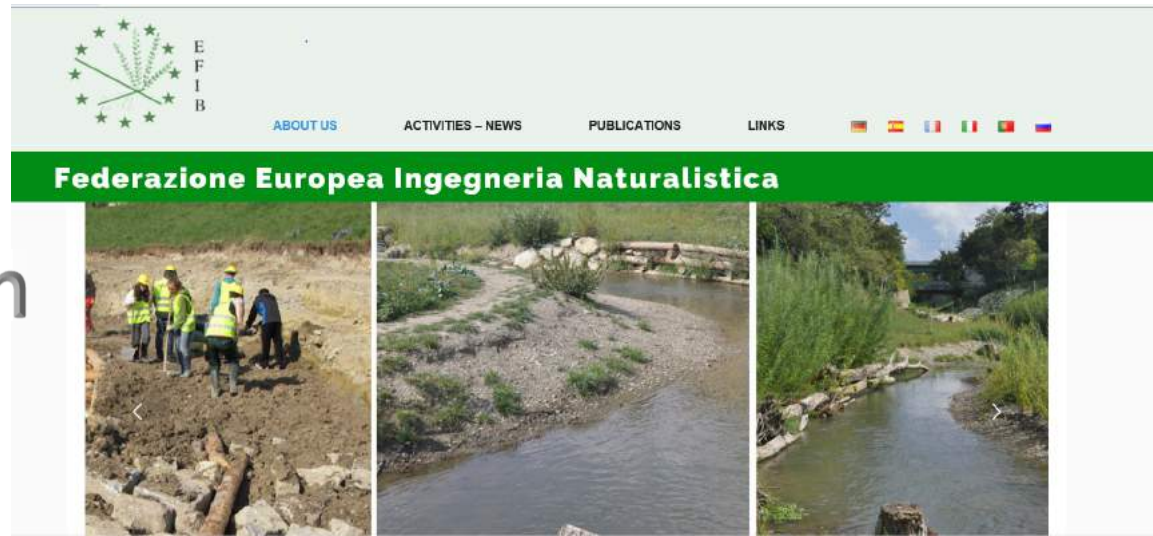 E
F
I
B
ABOUT US ACTIVITIES – NEWS PUBLICATIONS LINKS
Federazione Europea Ingegneria Naturalistica
n